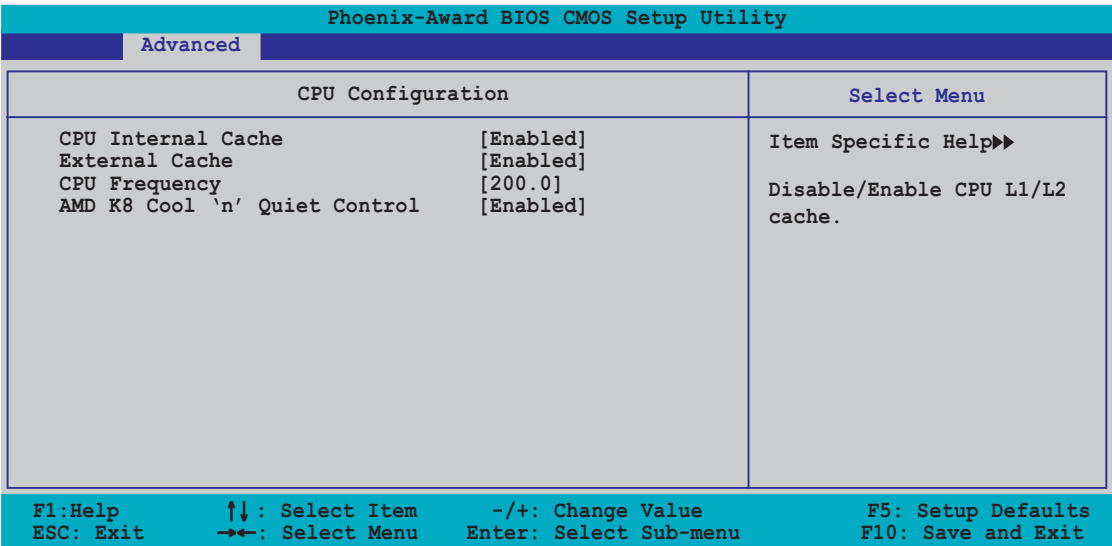 Phoenix-Award BIOS CMOS Setup Utility
Advanced
CPU Configuration
Select Menu
CPU Internal Cache [Enabled]
External Cache [Enabled]
CPU Frequency [200.0]
AMD K8 Cool ‘n’ Quiet Control [Enabled]
Item Specific Help▶▶
Disable/Enable CPU L1/L2
cache.
F1:Help ↑↓: Select Item -/+: Change Value F5: Setup Defaults
ESC: Exit →←: Select Menu Enter: Select Sub-menu F10: Save and Exit